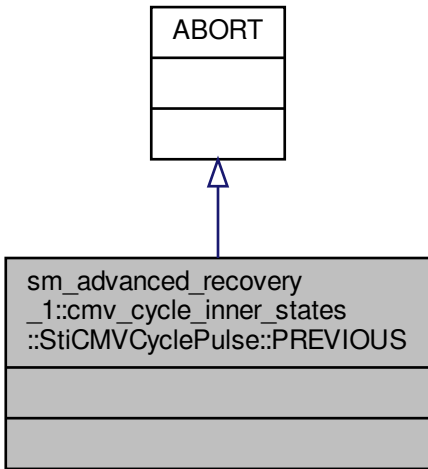 ABORT
sm_advanced_recovery
_1::cmv_cycle_inner_states
::StiCMVCyclePulse::PREVIOUS